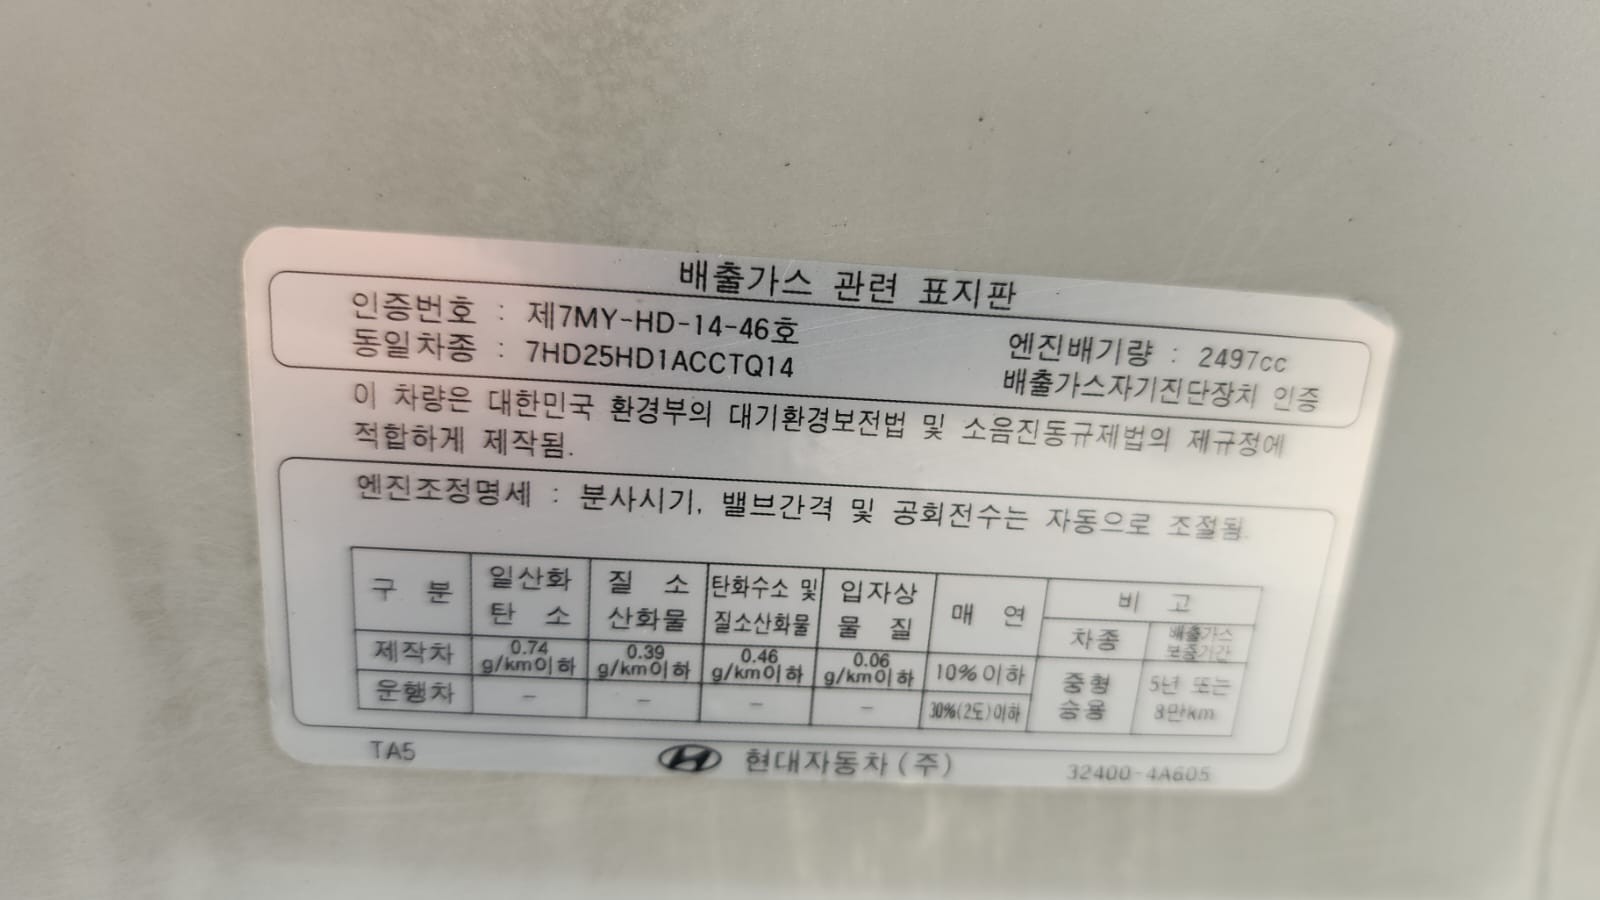 배출가스 관련 표지판
인증번호 : 제7MY-HD-14-46호
동일차종 : 7HD25HD1ACCTQ14
엔진배기량 : 2497cc
배출가스자기진단장치 인증
이 차량은 대한민국 환경부의 대기환경보전법 및 소음진동규제법의 제규정에
적합하게 제작됨.
엔진조정명세 : 분사시기, 밸브간격 및 공회전수는 자동으로 조절됨.
구 분 일산화 탄 소 질 소 산화물 탄화수소 및 질소산화물 입자상 물 질 매 연 비 고
차종 배출가스 보증기간
제작차 0.74 g/km이하 0.39 g/km이하 0.46 g/km이하 0.06 g/km이하 10%이하 중형 승용 5년 또는 8만km
운행차 - - - - 30%(2도)이하
TA5 현대자동차(주) 32400-4A605